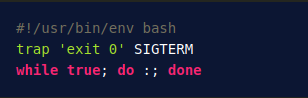 #!/usr/bin/env bash
trap 'exit 0' SIGTERM
while true; do :; done